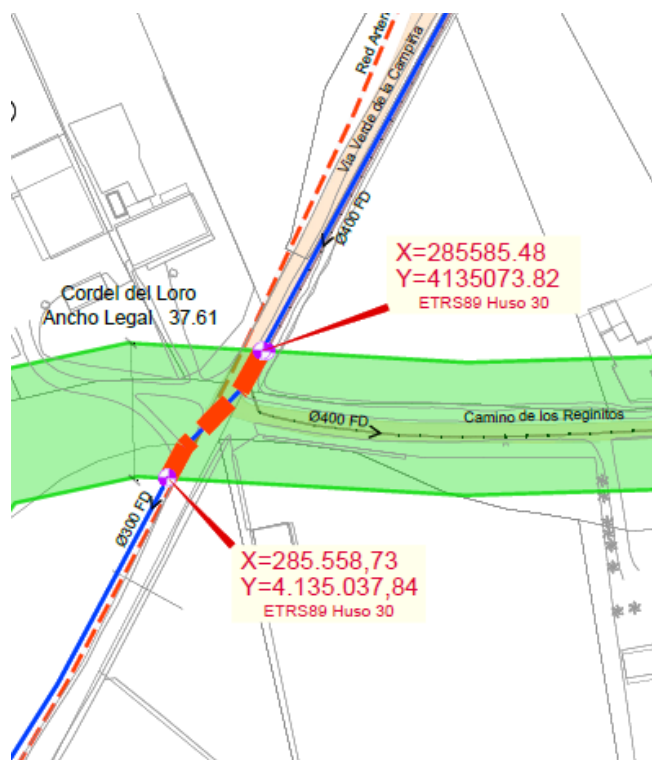 Red Arter
Via Verde de la Campiña
Ø400 FD
X=285585.48
Y=4135073.82
ETRS89 Huso 30
Cordel del Loro
Ancho Legal 37.61
Ø400 FD
Camino de los Reginitos
Ø300 FD
X=285.558,73
Y=4.135.037,84
ETRS89 Huso 30